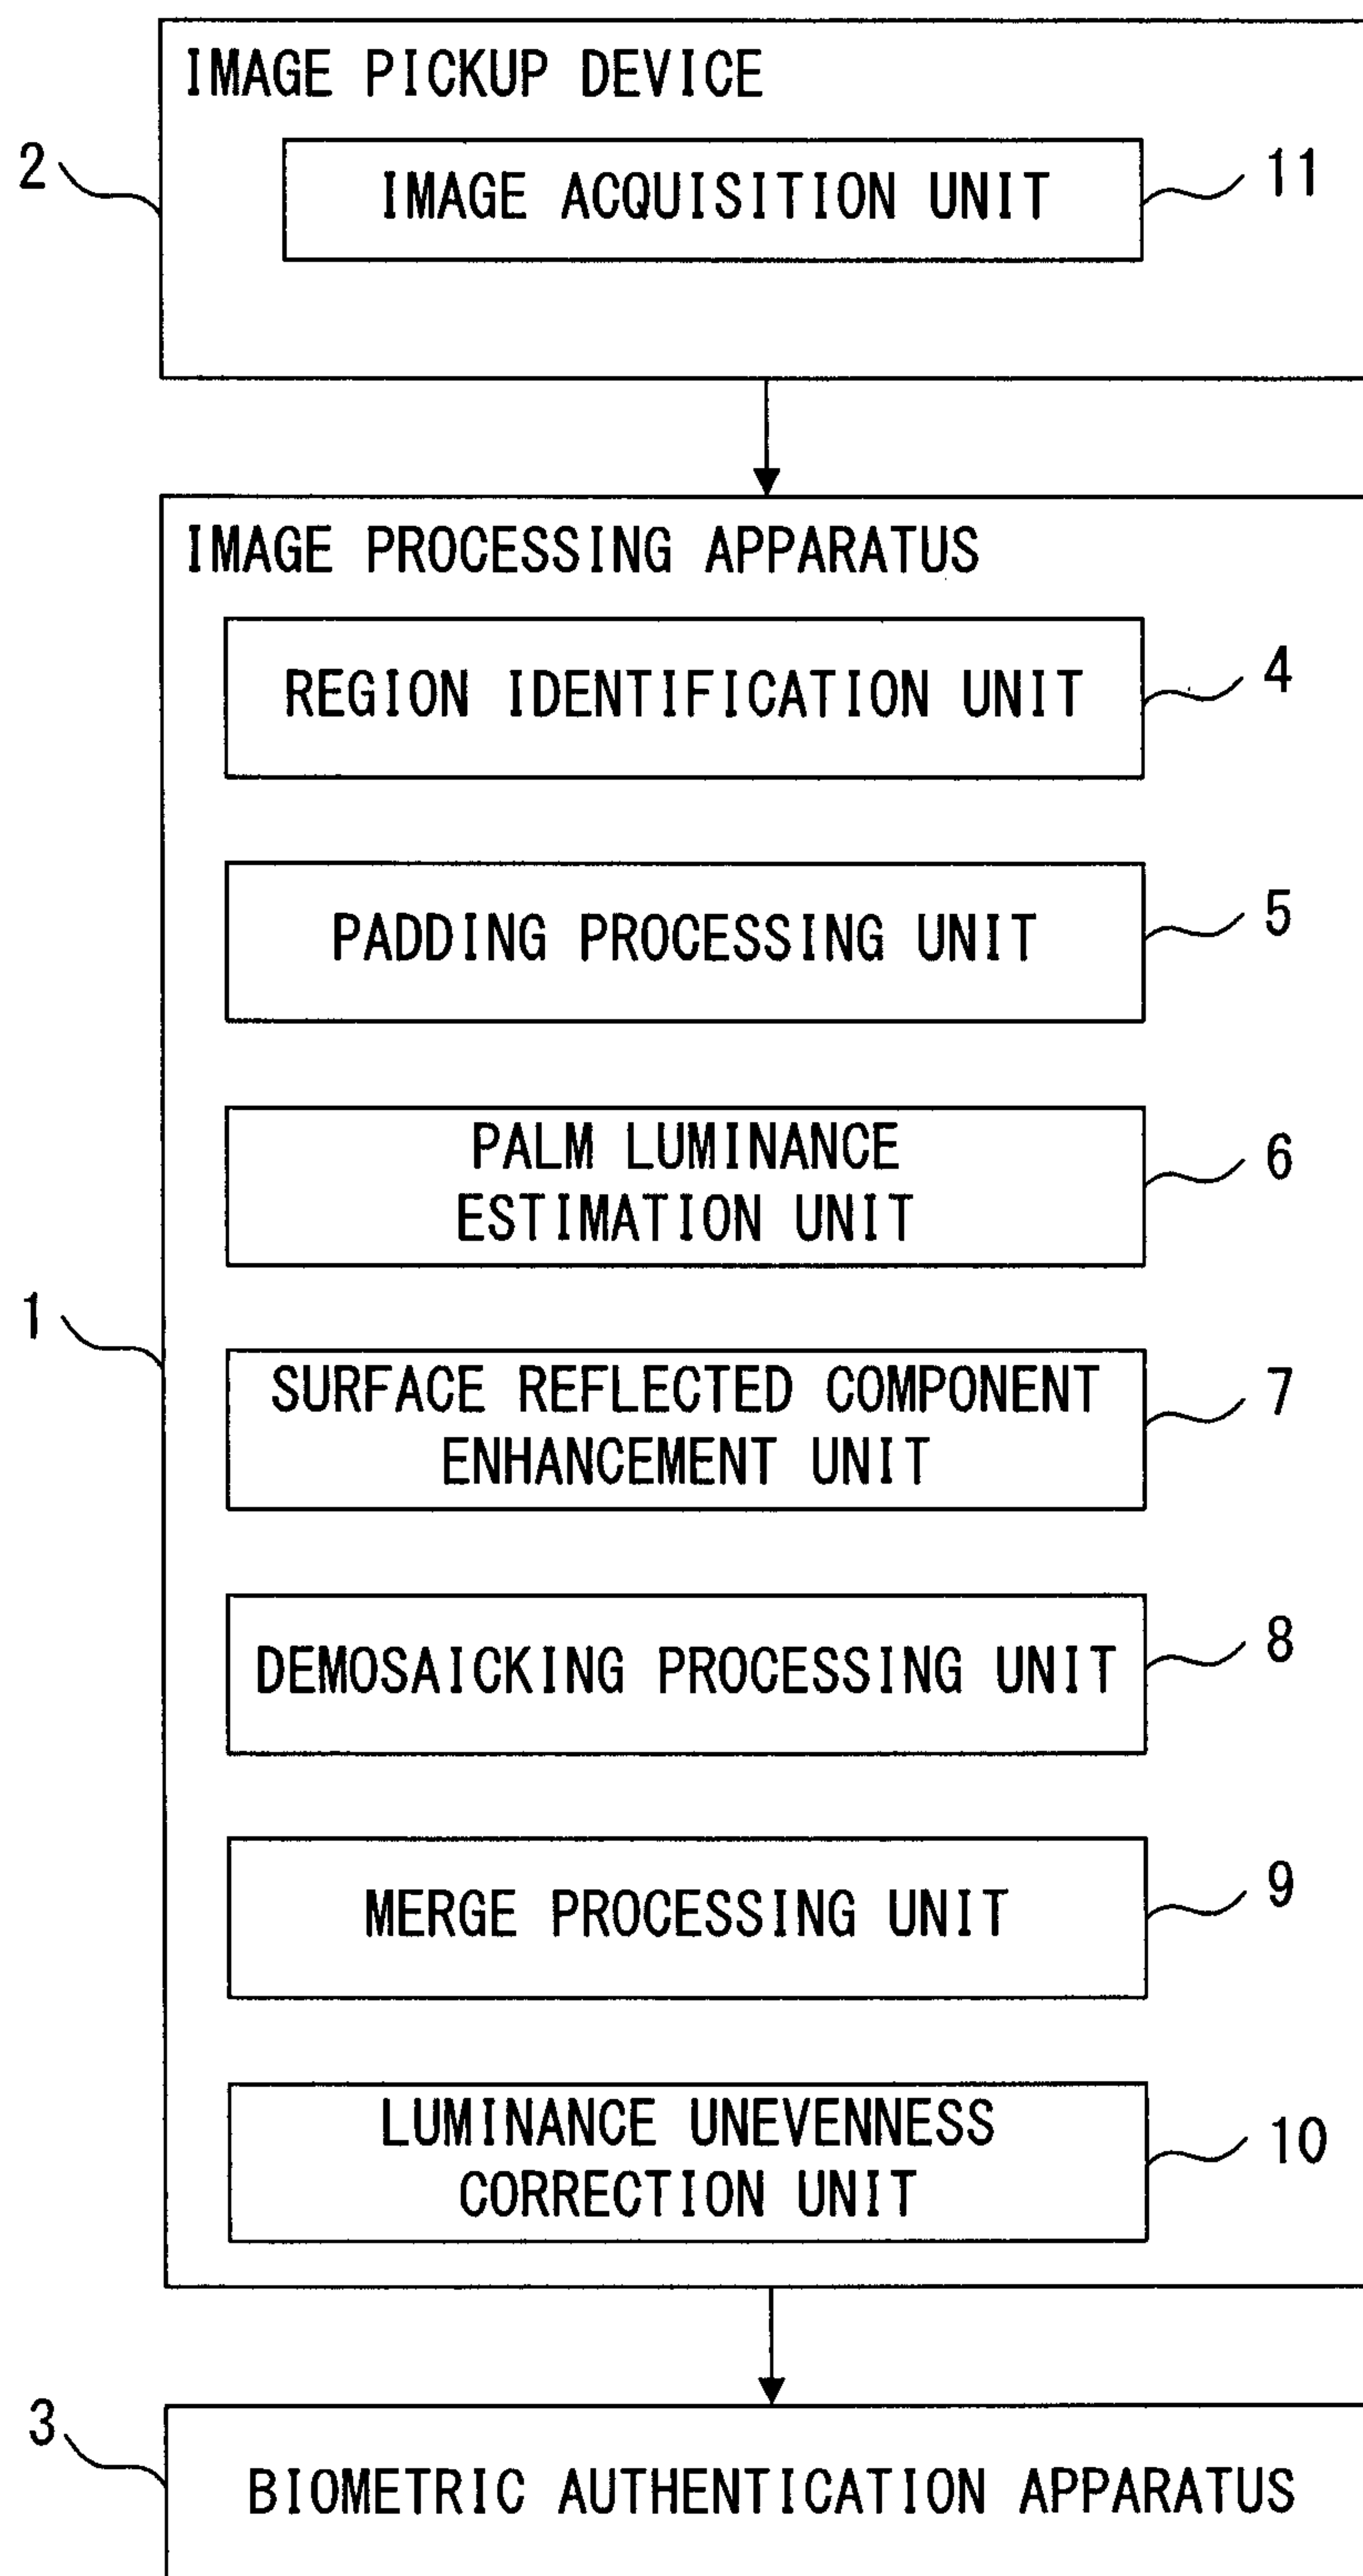 IMAGE PICKUP DEVICE
2
IMAGE ACQUISITION UNIT
11
IMAGE PROCESSING APPARATUS
REGION IDENTIFICATION UNIT
4
PADDING PROCESSING UNIT
5
PALM LUMINANCE
ESTIMATION UNIT
6
1
SURFACE REFLECTED COMPONENT
ENHANCEMENT UNIT
7
DEMOSAICKING PROCESSING UNIT
8
MERGE PROCESSING UNIT
9
LUMINANCE UNEVENNESS
CORRECTION UNIT
10
3
BIOMETRIC AUTHENTICATION APPARATUS